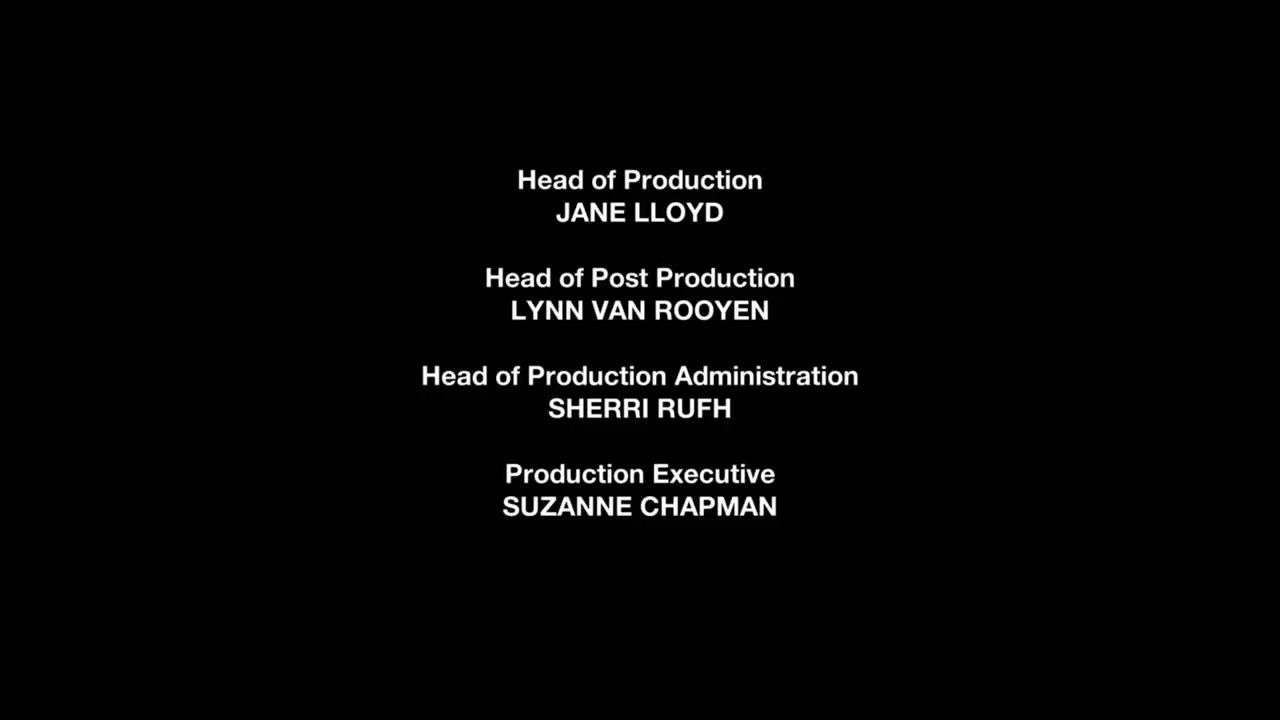 Head of Production
JANE LLOYD
Head of Post Production
LYNN VAN ROOYEN
Head of Production Administration
SHERRI RUFH
Production Executive
SUZANNE CHAPMAN